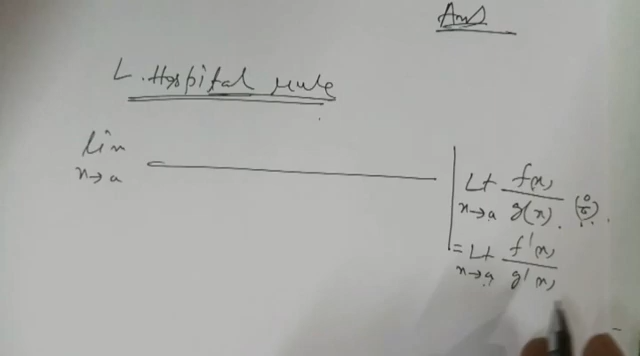 Ans
L. Hospital rule
lim
x→a
Lt f(x)
x→a g(x) (0/0)
= Lt f'(x)
x→a g'(x)